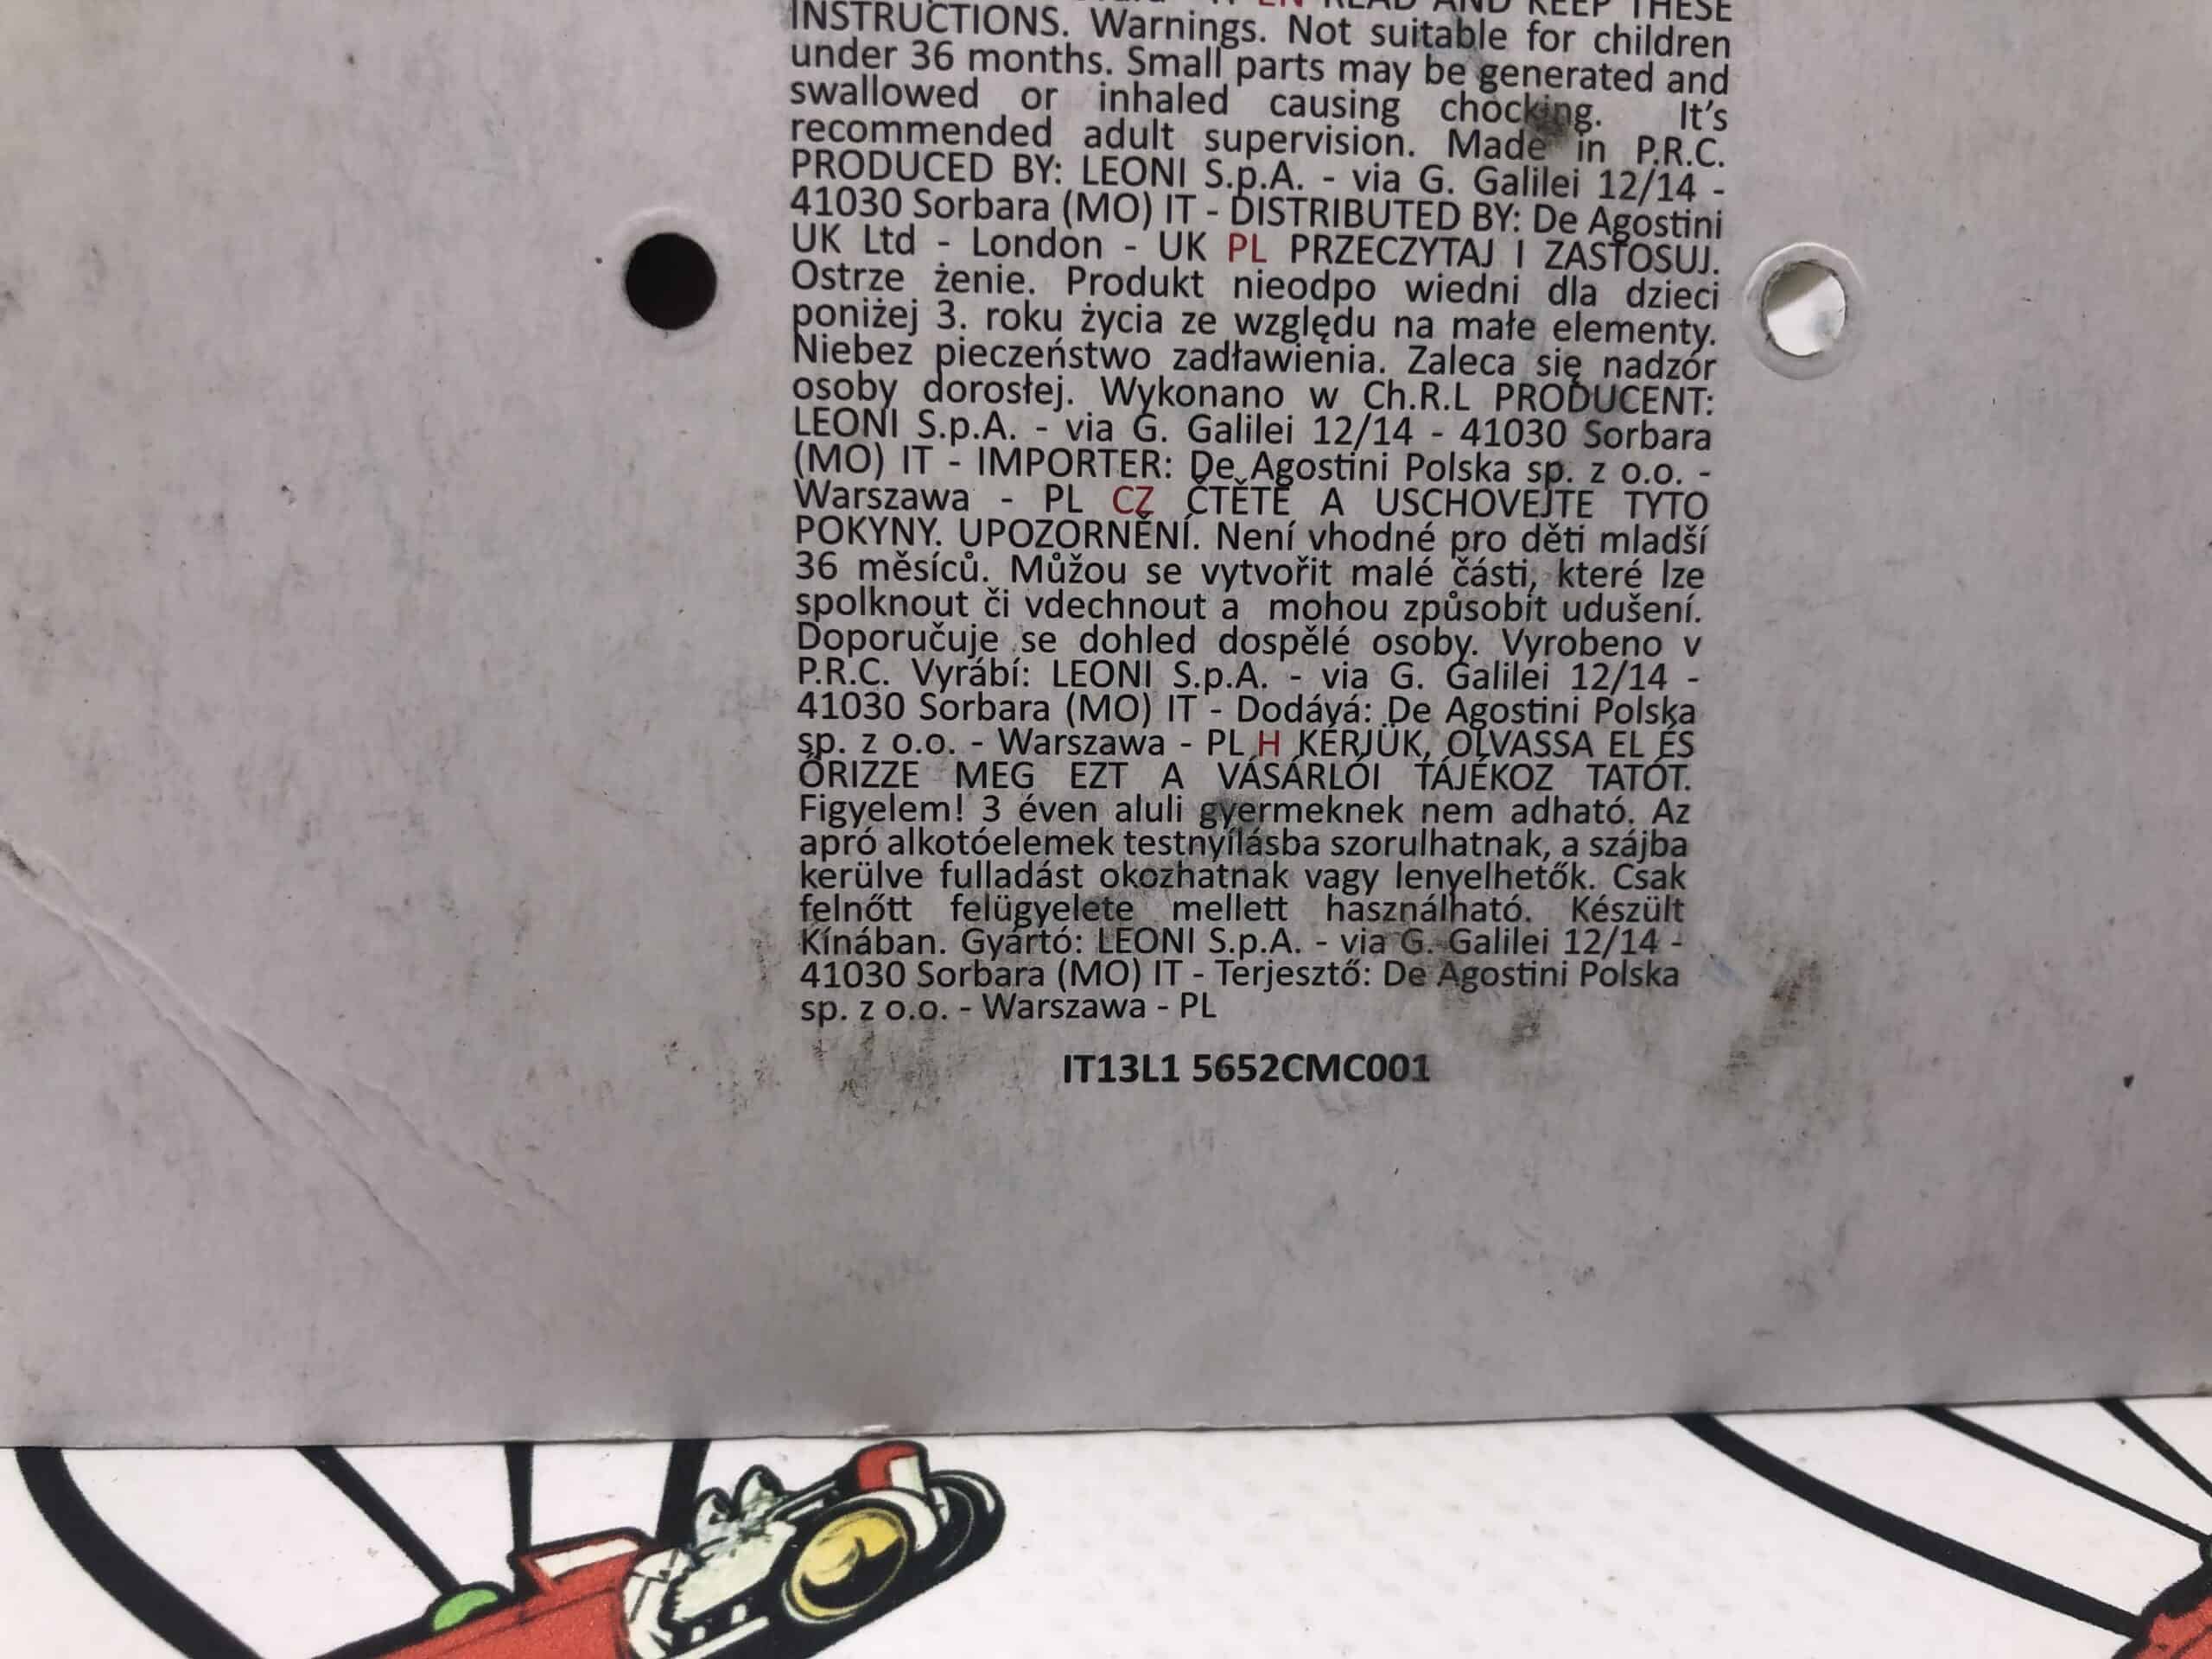 EN READ AND KEEP THESE
INSTRUCTIONS. Warnings. Not suitable for children
under 36 months. Small parts may be generated and
swallowed or inhaled causing chocking. It's
recommended adult supervision. Made in P.R.C.
PRODUCED BY: LEONI S.p.A. - via G. Galilei 12/14 -
41030 Sorbara (MO) IT - DISTRIBUTED BY: De Agostini
UK Ltd - London - UK PL PRZECZYTAJ I ZASTOSUJ.
Ostrze żenie. Produkt nieodpo wiedni dla dzieci
poniżej 3. roku życia ze względu na małe elementy.
Niebez pieczeństwo zadławienia. Zaleca się nadzór
osoby dorosłej. Wykonano w Ch.R.L PRODUCENT:
LEONI S.p.A. - via G. Galilei 12/14 - 41030 Sorbara
(MO) IT - IMPORTER: De Agostini Polska sp. z o.o. -
Warszawa - PL CZ ČTĚTE A USCHOVEJTE TYTO
POKYNY. UPOZORNĚNÍ. Není vhodné pro děti mladší
36 měsíců. Můžou se vytvořit malé části, které lze
spolknout či vdechnout a mohou způsobit udušení.
Doporučuje se dohled dospělé osoby. Vyrobeno v
P.R.C. Vyrábí: LEONI S.p.A. - via G. Galilei 12/14 -
41030 Sorbara (MO) IT - Dodává: De Agostini Polska
sp. z o.o. - Warszawa - PL H KÉRJÜK, OLVASSA EL ÉS
ŐRIZZE MEG EZT A VÁSÁRLÓI TÁJÉKOZ TATÓT.
Figyelem! 3 éven aluli gyermeknek nem adható. Az
apró alkotóelemek testnyílásba szorulhatnak, a szájba
kerülve fulladást okozhatnak vagy lenyelhetők. Csak
felnőtt felügyelete mellett használható. Készült
Kínában. Gyártó: LEONI S.p.A. - via G. Galilei 12/14 -
41030 Sorbara (MO) IT - Terjesztő: De Agostini Polska
sp. z o.o. - Warszawa - PL
IT13L1 5652CMC001